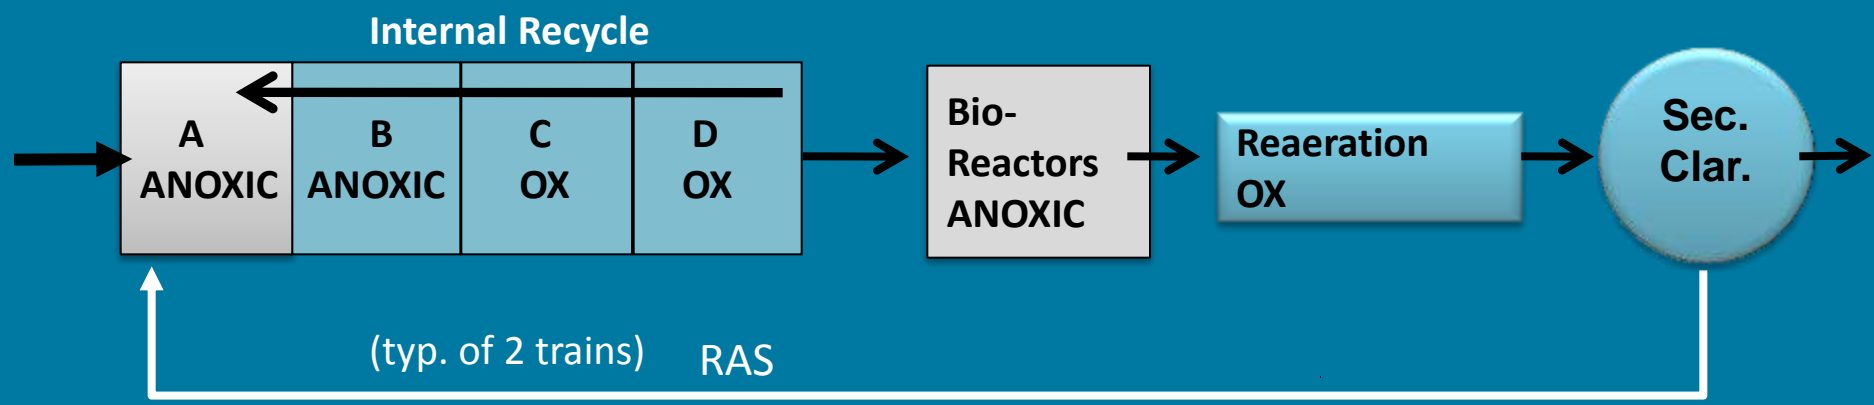 Internal Recycle
A
ANOXIC
B
ANOXIC
C
OX
D
OX
Bio-
Reactors
ANOXIC
Reaeration
OX
Sec.
Clar.
(typ. of 2 trains)
RAS